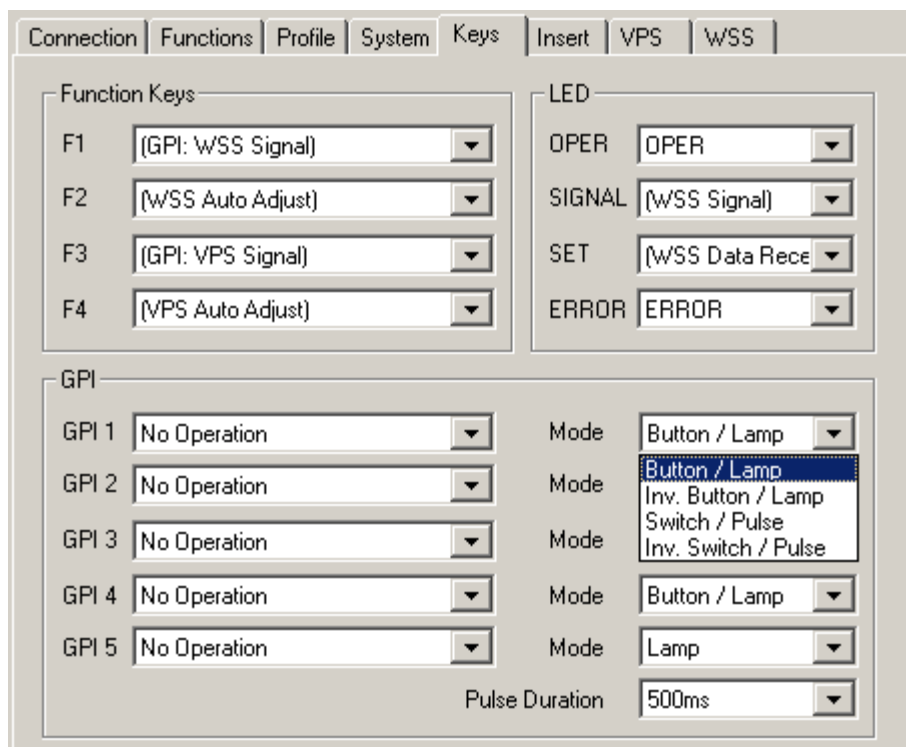 Connection Functions Profile System Keys Insert VPS WSS
Function Keys
F1 (GPI: WSS Signal)
F2 (WSS Auto Adjust)
F3 (GPI: VPS Signal)
F4 (VPS Auto Adjust)
LED
OPER OPER
SIGNAL (WSS Signal)
SET (WSS Data Rece
ERROR ERROR
GPI
GPI 1 No Operation Mode Button / Lamp
Button / Lamp
GPI 2 No Operation Mode Inv. Button / Lamp
Switch / Pulse
GPI 3 No Operation Mode Inv. Switch / Pulse
GPI 4 No Operation Mode Button / Lamp
GPI 5 No Operation Mode Lamp
Pulse Duration 500ms